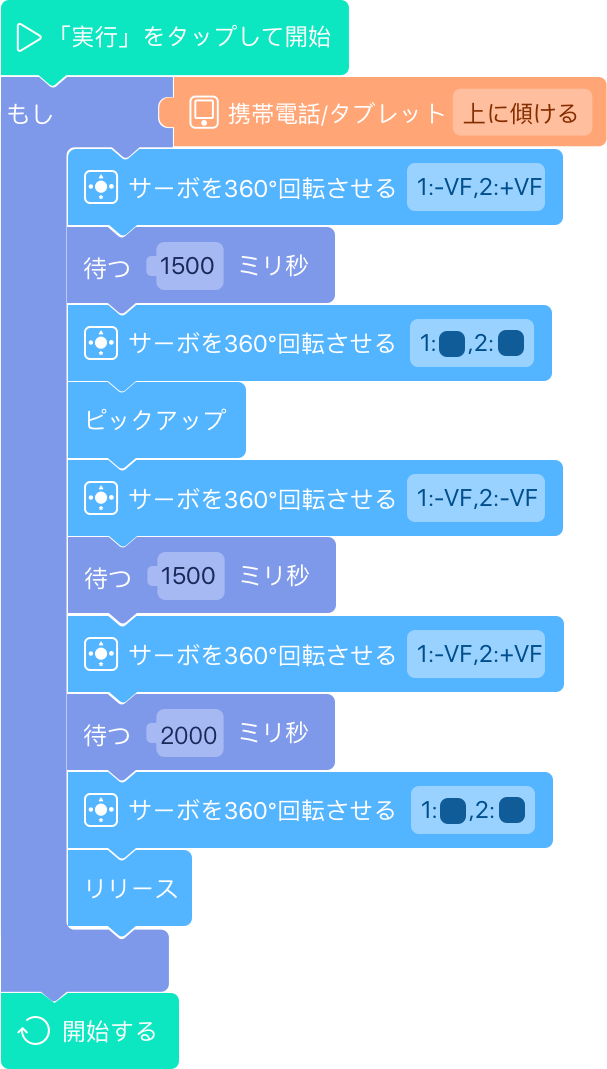 「実行」をタップして開始
もし 携帯電話/タブレット 上に傾ける
サーボを360°回転させる 1:-VF,2:+VF
待つ 1500 ミリ秒
サーボを360°回転させる 1: ,2:
ピックアップ
サーボを360°回転させる 1:-VF,2:-VF
待つ 1500 ミリ秒
サーボを360°回転させる 1:-VF,2:+VF
待つ 2000 ミリ秒
サーボを360°回転させる 1: ,2:
リリース
開始する